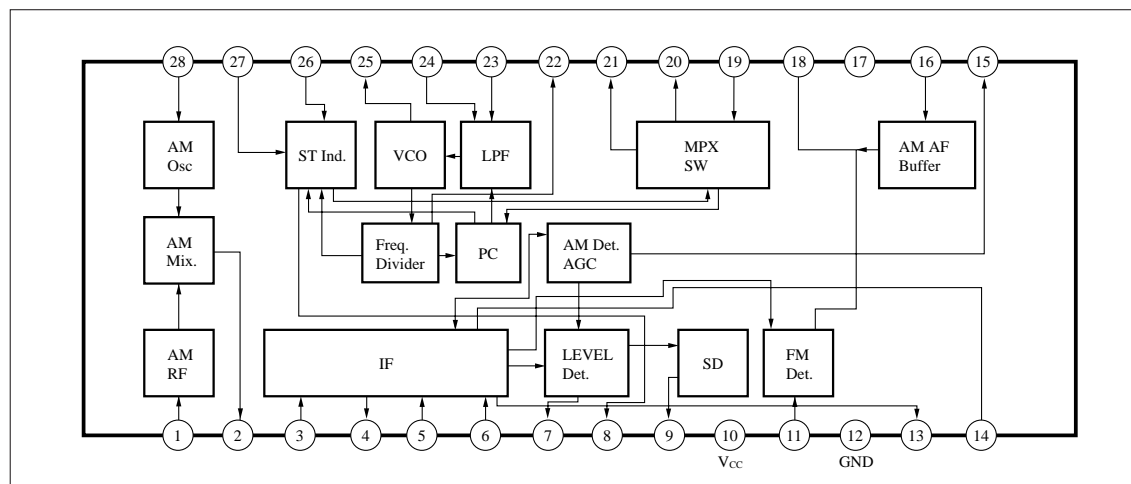 28 27 26 25 24 23 22 21 20 19 18 17 16 15
AM
Osc
ST Ind.
VCO
LPF
MPX
SW
AM AF
Buffer
AM
Mix.
Freq.
Divider
PC
AM Det.
AGC
AM
RF
IF
LEVEL
Det.
SD
FM
Det.
1 2 3 4 5 6 7 8 9 10 11 12 13 14
VCC GND